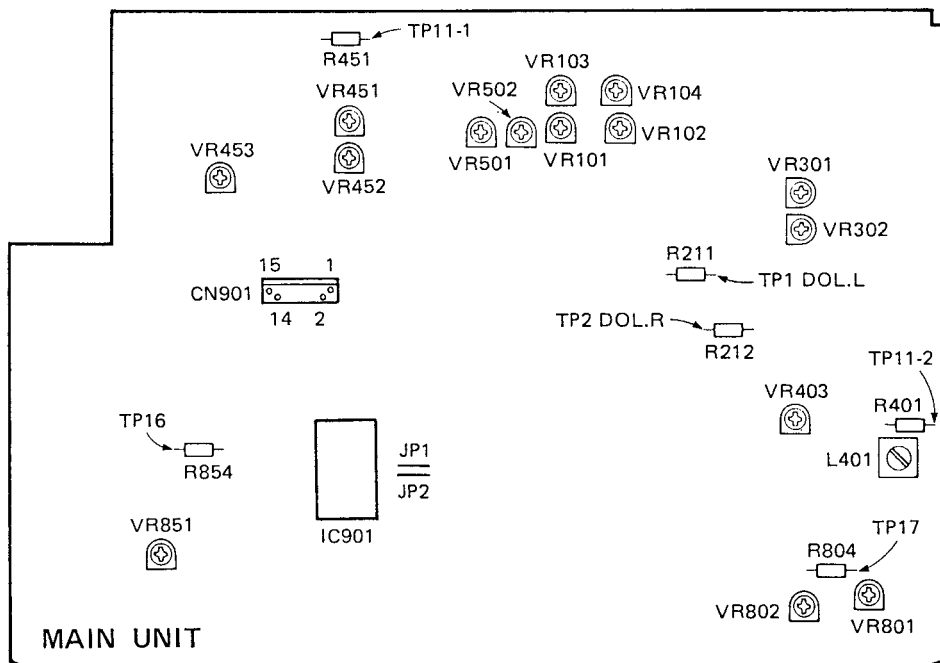 TP11-1
R451
VR103
VR451
VR502
VR104
VR102
VR501
VR101
VR453
VR452
VR301
VR302
R211
15 1
CN901
TP1 DOL.L
14 2
TP2 DOL.R
R212
TP11-2
VR403
R401
TP16
JP1
L401
R854
JP2
VR851
IC901
TP17
R804
VR802
VR801
MAIN UNIT